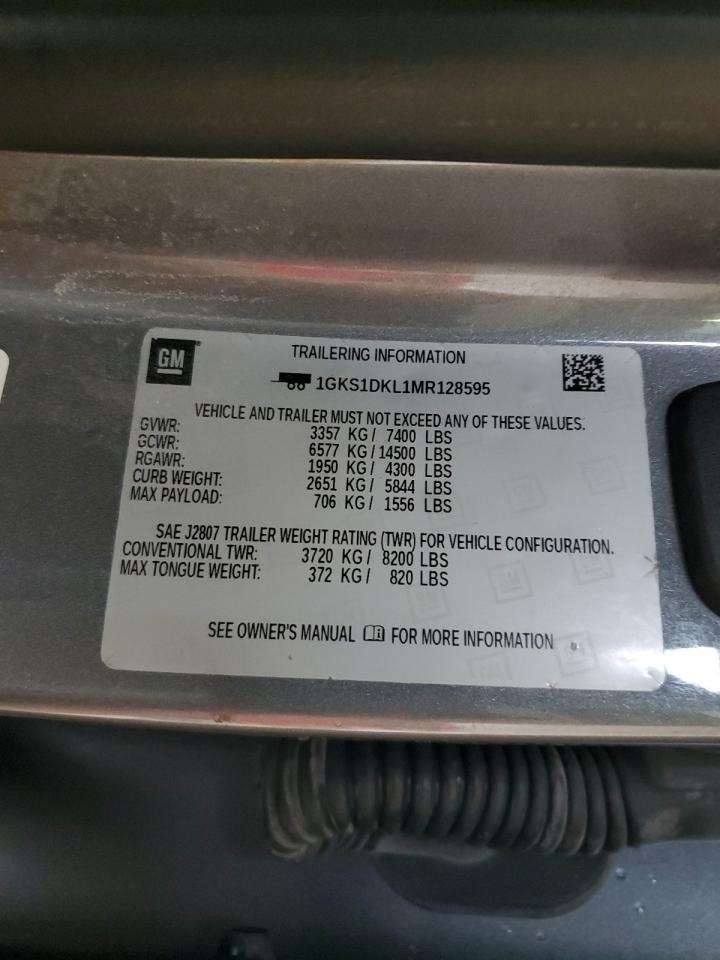 GM
TRAILERING INFORMATION
1GKS1DKL1MR128595
VEHICLE AND TRAILER MUST NOT EXCEED ANY OF THESE VALUES:
GVWR: 3357 KG / 7400 LBS
GCWR: 6577 KG / 14500 LBS
RGAWR: 1950 KG / 4300 LBS
CURB WEIGHT: 2651 KG / 5844 LBS
MAX PAYLOAD: 706 KG / 1556 LBS
SAE J2807 TRAILER WEIGHT RATING (TWR) FOR VEHICLE CONFIGURATION.
CONVENTIONAL TWR: 3720 KG / 8200 LBS
MAX TONGUE WEIGHT: 372 KG / 820 LBS
SEE OWNER'S MANUAL FOR MORE INFORMATION